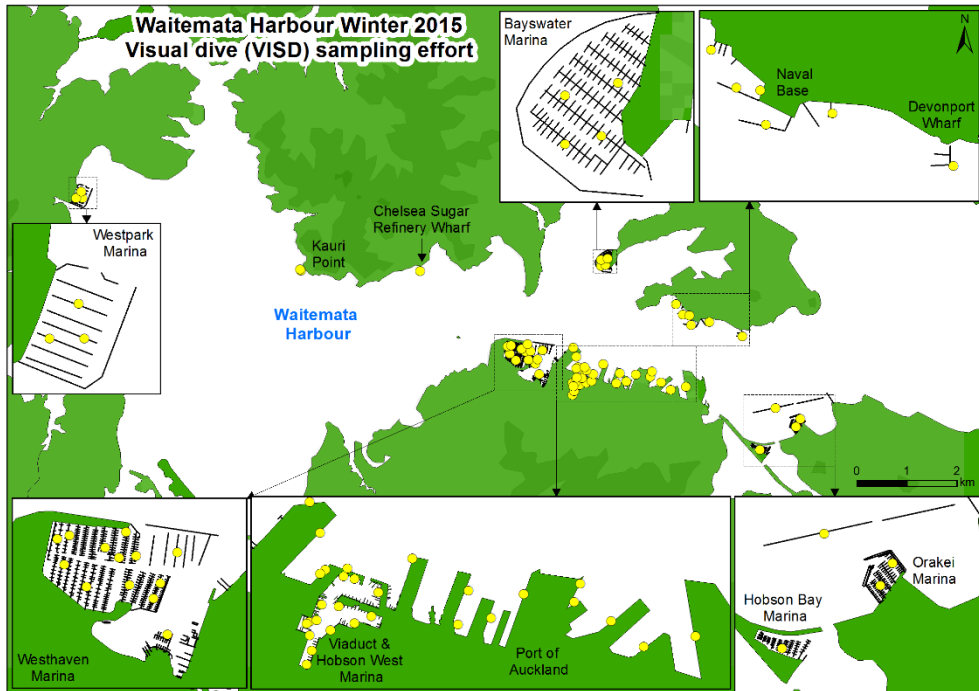 Waitemata Harbour Winter 2015
Visual dive (VISD) sampling effort
Bayswater
Marina
N
Naval
Base
Devonport
Wharf
Westpark
Marina
Chelsea Sugar
Refinery Wharf
Kauri
Point
Waitemata
Harbour
0 1 2
km
Westhaven
Marina
Viaduct &
Hobson West
Marina
Port of
Auckland
Orakei
Marina
Hobson Bay
Marina